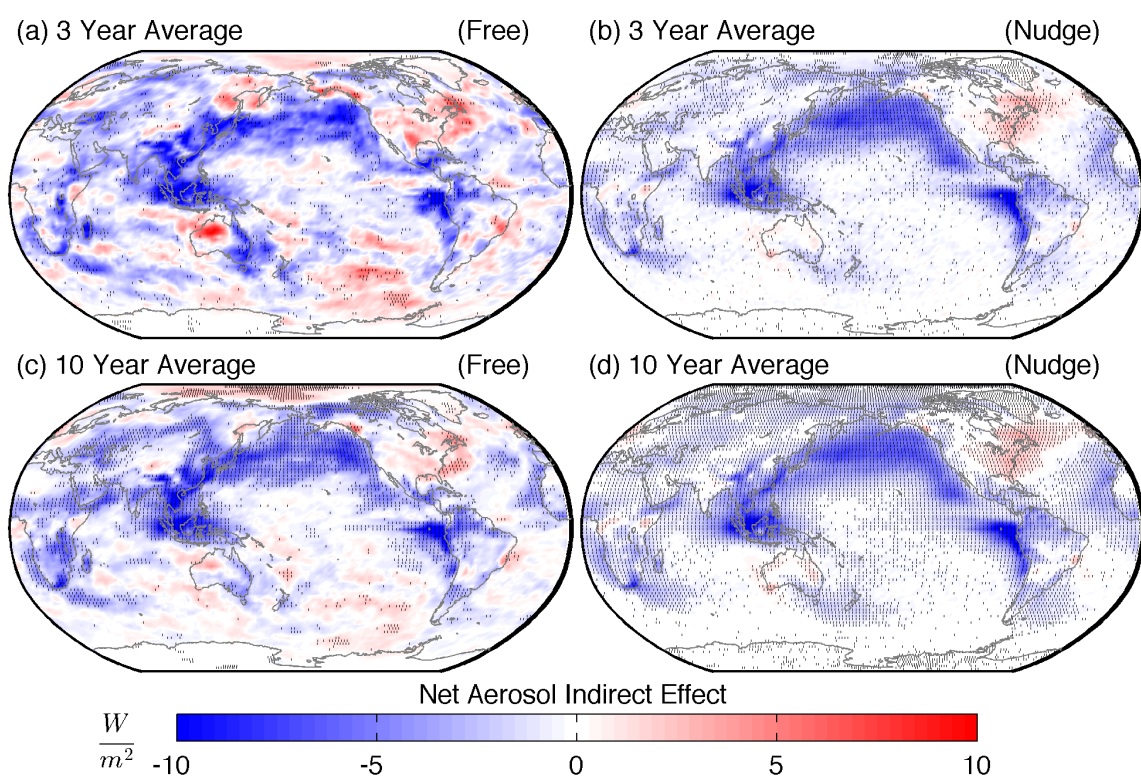 (a) 3 Year Average (Free)
(b) 3 Year Average (Nudge)
(c) 10 Year Average (Free)
(d) 10 Year Average (Nudge)
Net Aerosol Indirect Effect
W
m²
-10 -5 0 5 10